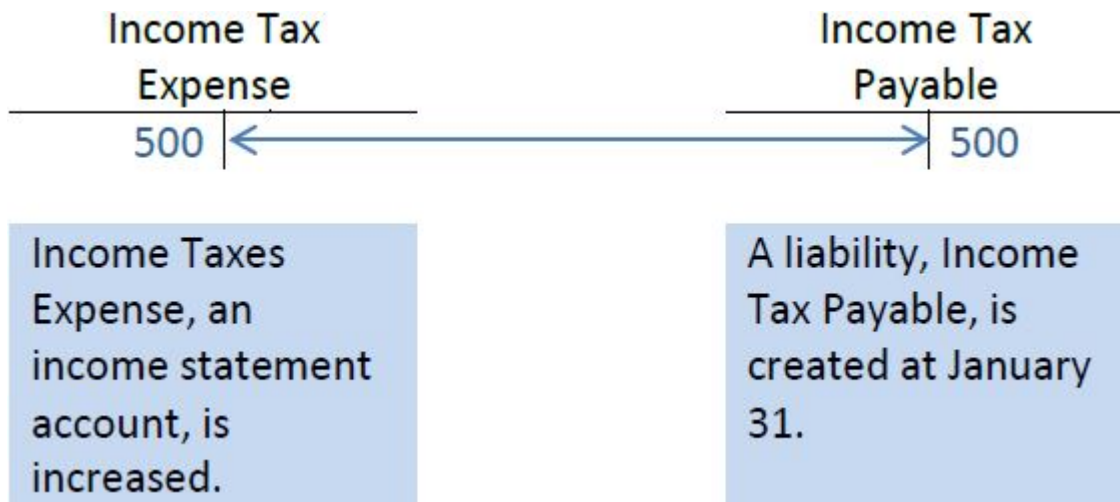 Income Tax
Expense
500
Income Tax
Payable
500
Income Taxes
Expense, an
income statement
account, is
increased.
A liability, Income
Tax Payable, is
created at January
31.